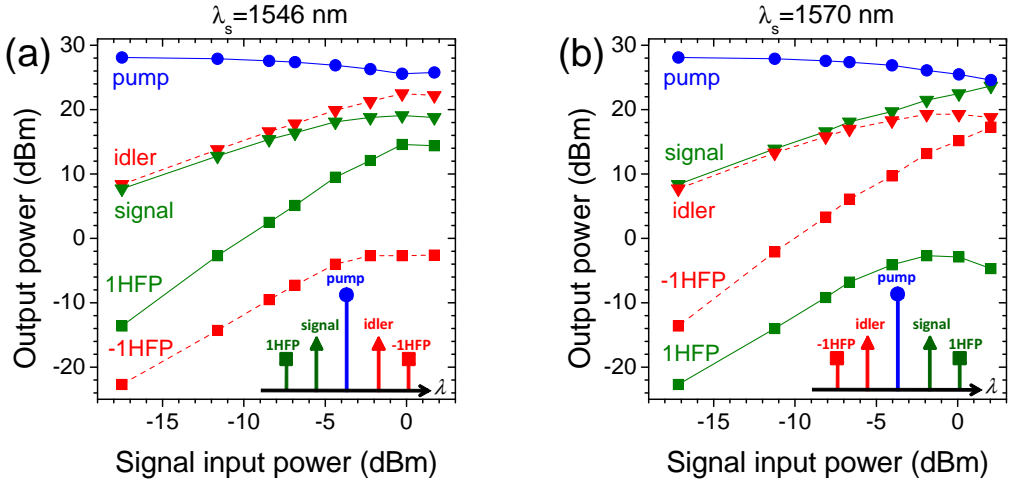 λs=1546 nm
(a)
30
20
10
0
-10
-20
Output power (dBm)
pump
idler
signal
1HFP
-1HFP
pump
signal
idler
1HFP
-1HFP
λ
-15
-10
-5
0
Signal input power (dBm)
λs=1570 nm
(b)
30
20
10
0
-10
-20
Output power (dBm)
pump
signal
idler
-1HFP
1HFP
pump
idler
signal
-1HFP
1HFP
λ
-15
-10
-5
0
Signal input power (dBm)